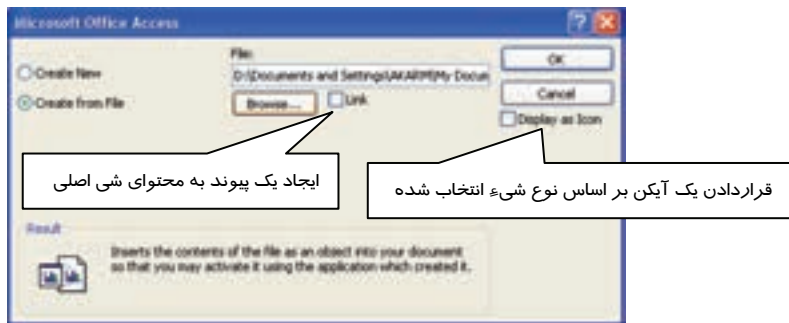 Microsoft Office Access
Create New
Create from File
File:
D:\Documents and Settings\AKARMI\My Docum
Browse...
Link
OK
Cancel
Display as Icon
ایجاد یک پیوند به محتوای شی اصلی
قراردادن یک آیکن بر اساس نوع شیءِ انتخاب شده
Result
Inserts the contents of the file as an object into your document
so that you may activate it using the application which created it.